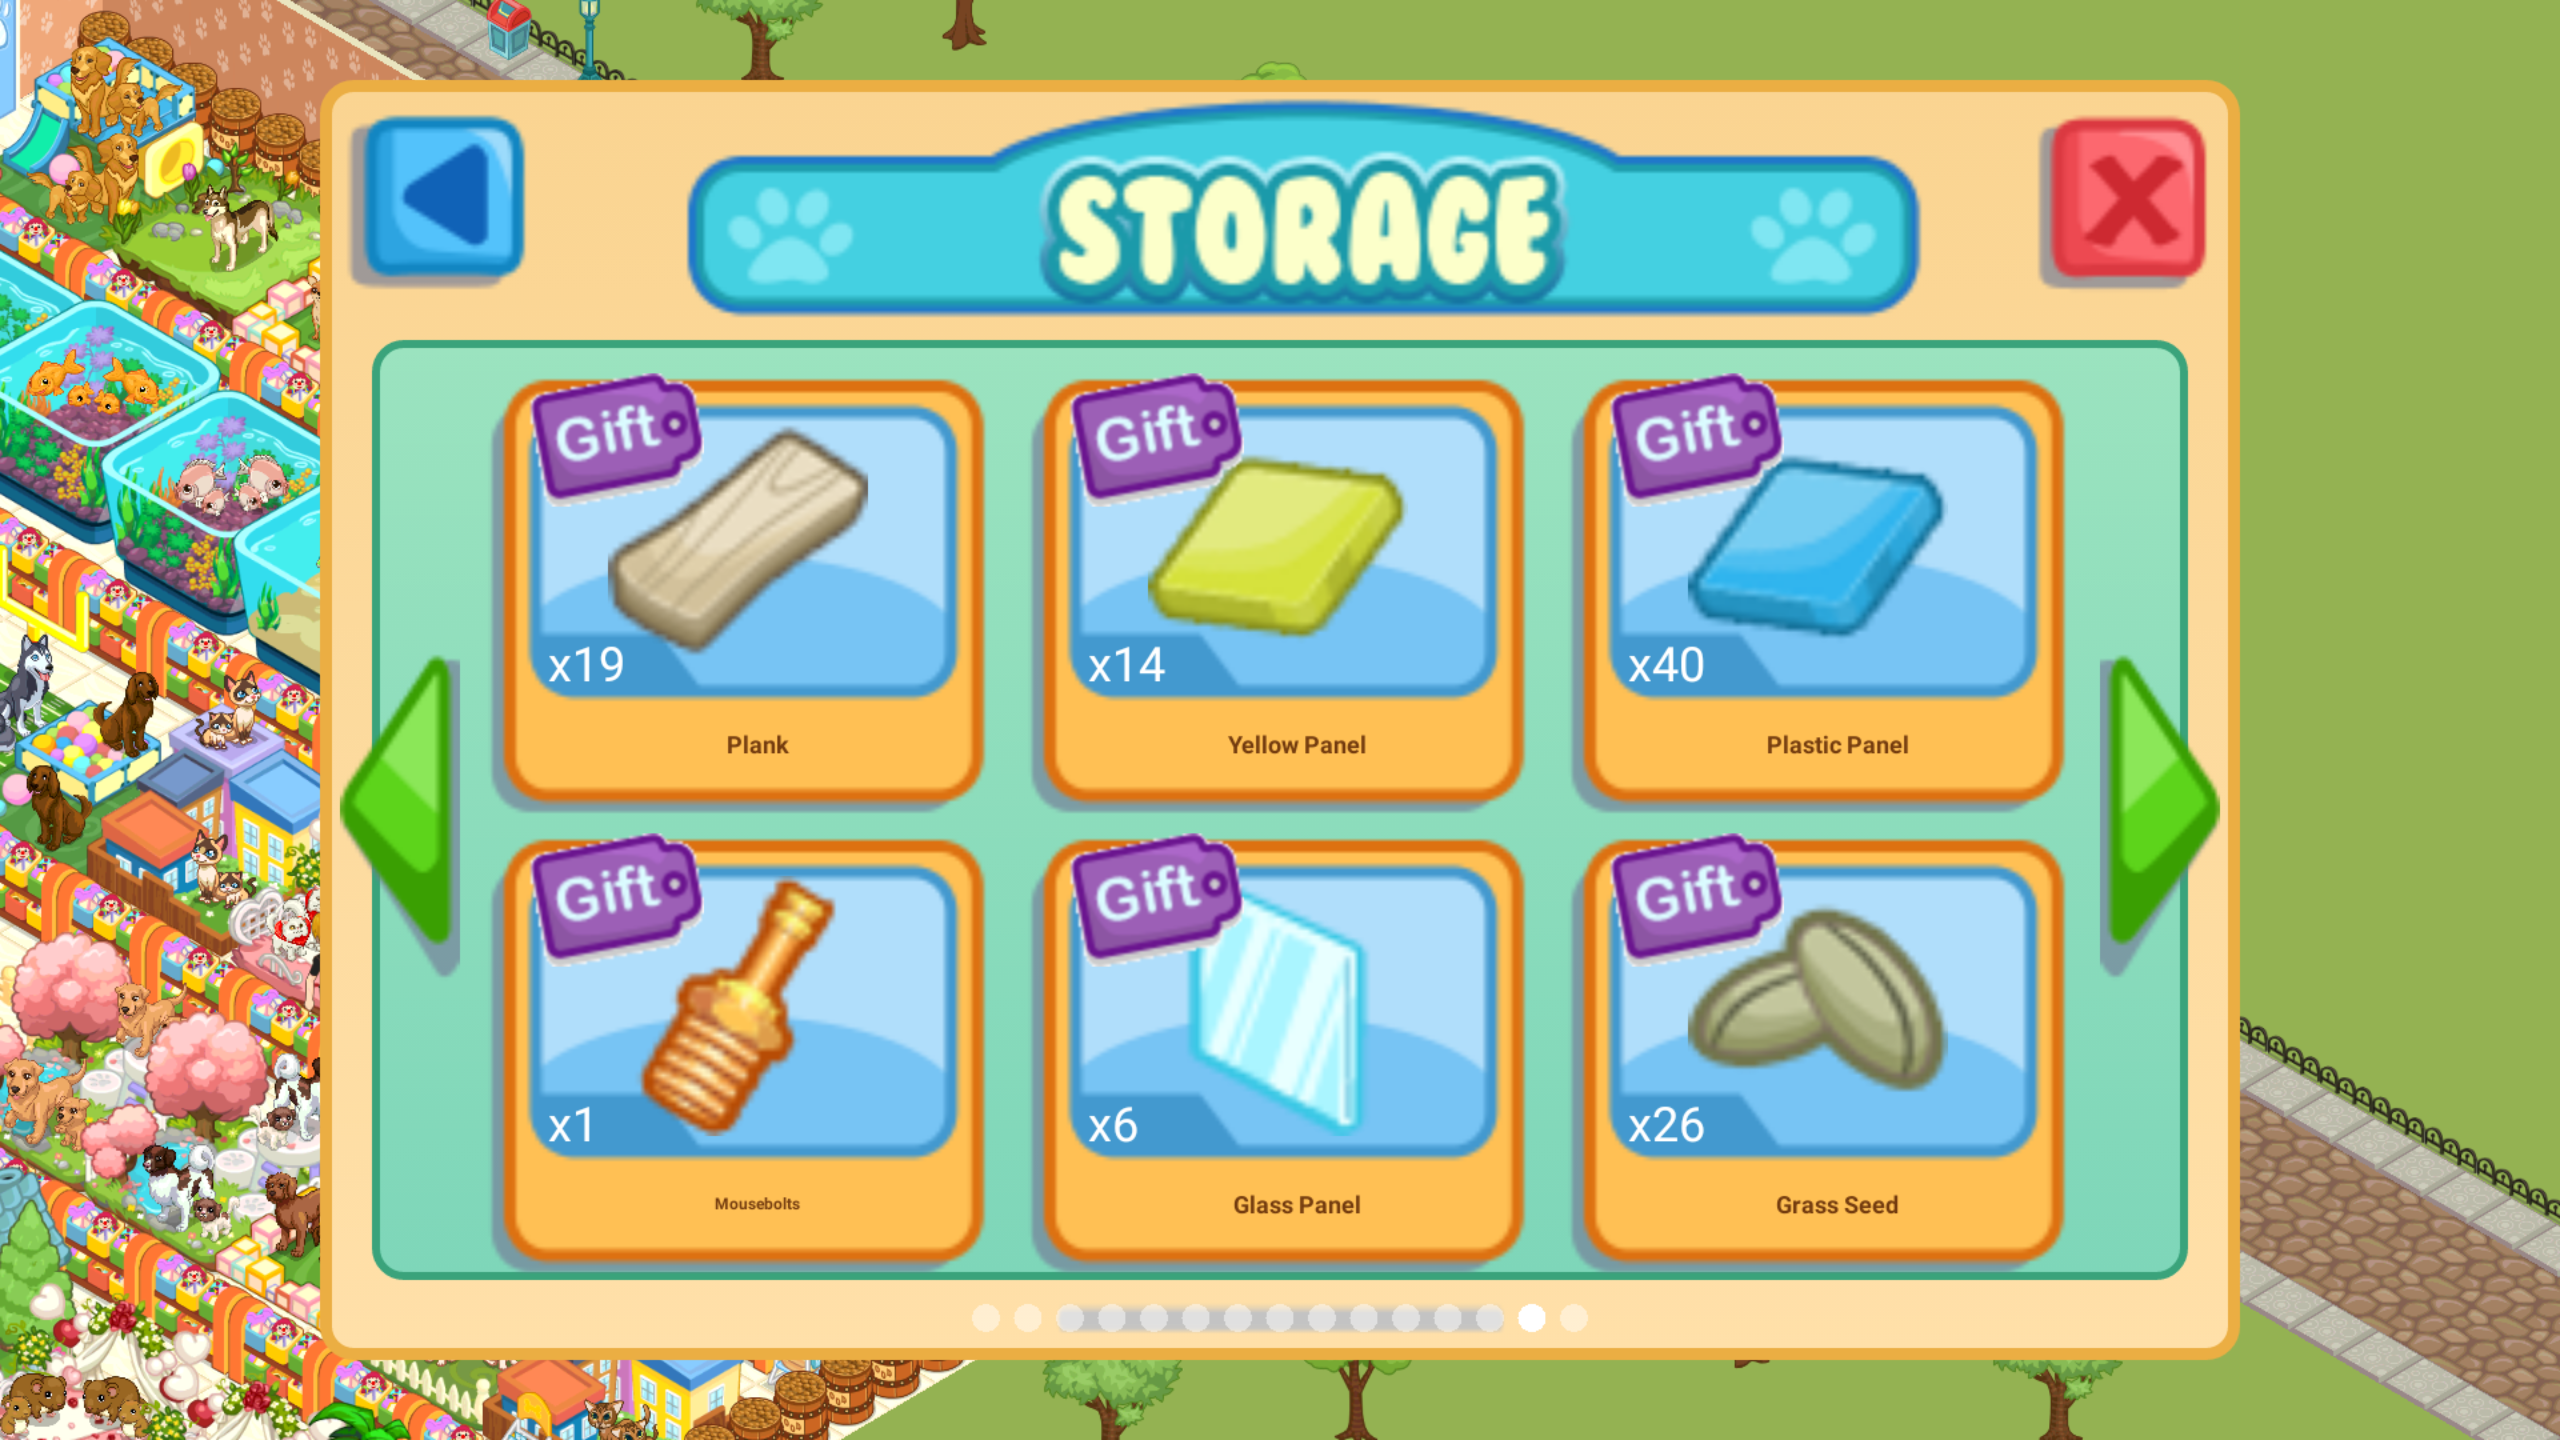 STORAGE
Gift
x19
Plank
Gift
x14
Yellow Panel
Gift
x40
Plastic Panel
Gift
x1
Mousebolts
Gift
x6
Glass Panel
Gift
x26
Grass Seed